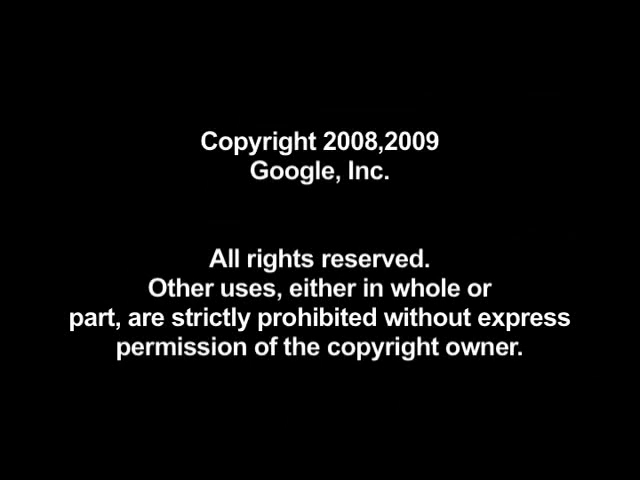 Copyright 2008,2009
Google, Inc.
All rights reserved.
Other uses, either in whole or
part, are strictly prohibited without express
permission of the copyright owner.